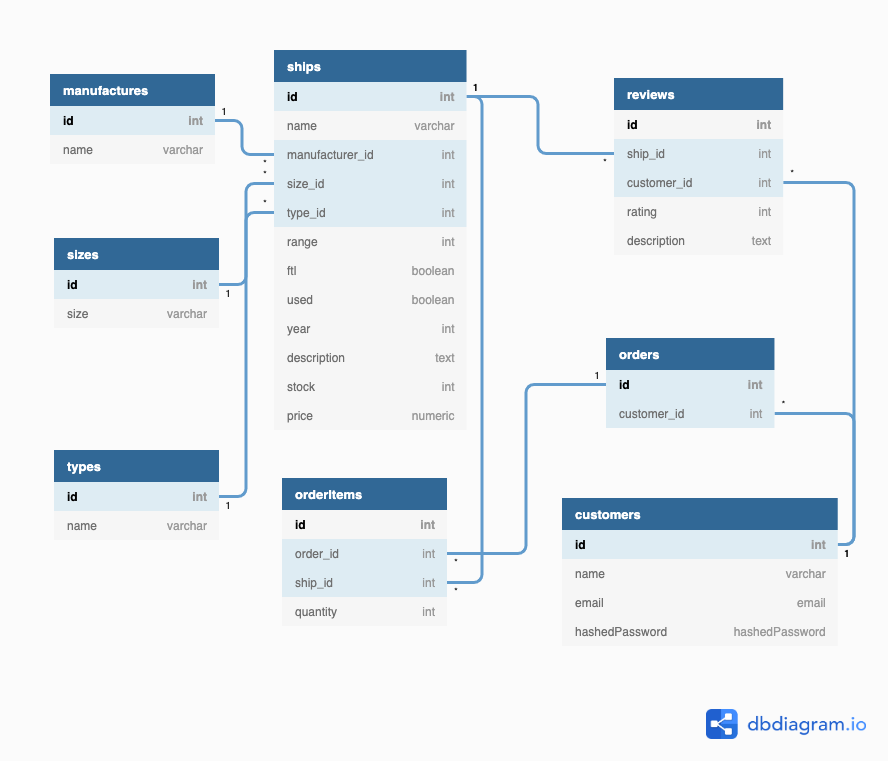 manufactures
id int
name varchar
1
*
sizes
id int
size varchar
1
*
types
id int
name varchar
1
*
ships
id int
name varchar
manufacturer_id int
size_id int
type_id int
range int
ftl boolean
used boolean
year int
description text
stock int
price numeric
1
orderItems
id int
order_id int
ship_id int
quantity int
*
*
reviews
id int
ship_id int
customer_id int
rating int
description text
*
*
orders
id int
customer_id int
1
*
customers
id int
name varchar
email email
hashedPassword hashedPassword
1
dbdiagram.io